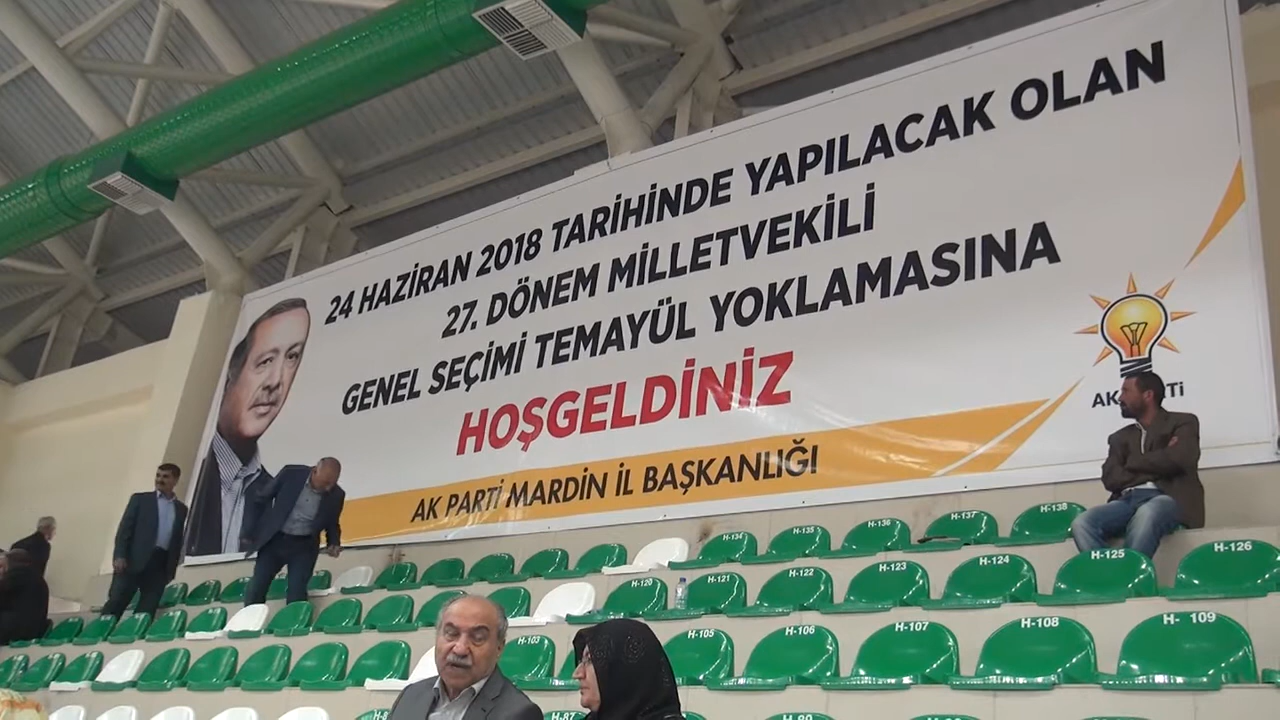 24 HAZİRAN 2018 TARİHİNDE YAPILACAK OLAN
27. DÖNEM MİLLETVEKİLİ
GENEL SEÇİMİ TEMAYÜL YOKLAMASINA
HOŞGELDİNİZ
AK PARTİ MARDİN İL BAŞKANLIĞI
H-134 H-135 H-136 H-137 H-138
H-120 H-121 H-122 H-123 H-124 H-125 H-126
H-103 H-105 H-106 H-107 H-108 H-109
H-87